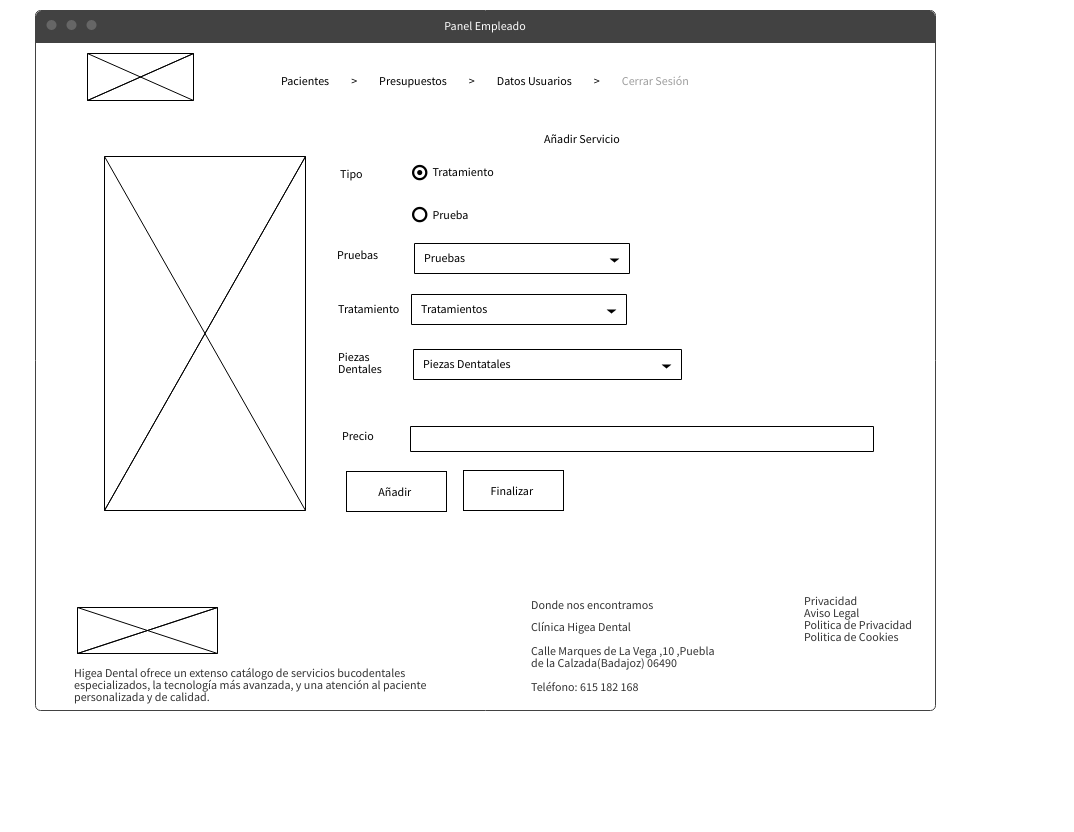 Panel Empleado
Pacientes > Presupuestos > Datos Usuarios > Cerrar Sesión
Añadir Servicio
Tipo
Tratamiento
Prueba
Pruebas
Pruebas
Tratamiento
Tratamientos
Piezas
Dentales
Piezas Dentatales
Precio
Añadir
Finalizar
Higea Dental ofrece un extenso catálogo de servicios bucodentales
especializados, la tecnología más avanzada, y una atención al paciente
personalizada y de calidad.
Donde nos encontramos
Clínica Higea Dental
Calle Marques de La Vega ,10 ,Puebla
de la Calzada(Badajoz) 06490
Teléfono: 615 182 168
Privacidad
Aviso Legal
Politica de Privacidad
Politica de Cookies